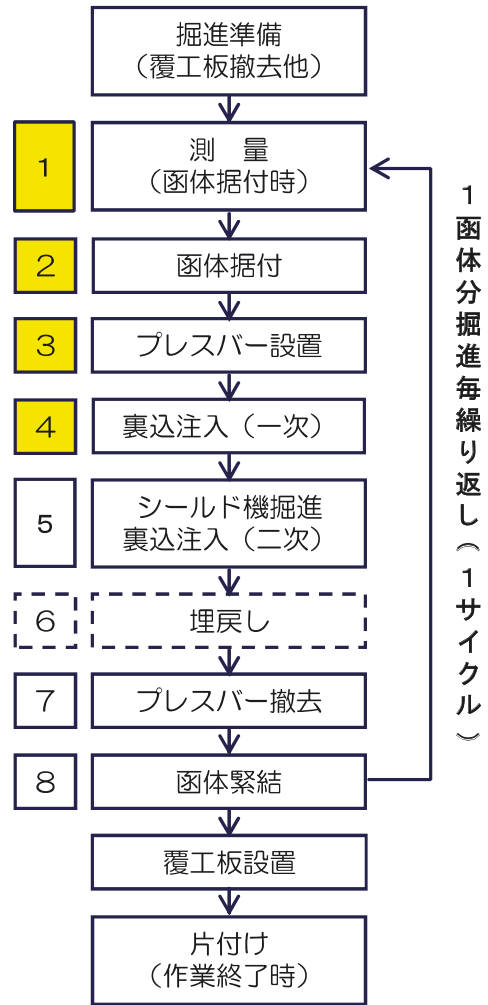 掘進準備
（覆工板撤去他）
1
測　量
（函体据付時）
2
函体据付
3
プレスバー設置
4
裏込注入（一次）
5
シールド機掘進
裏込注入（二次）
6
埋戻し
7
プレスバー撤去
8
函体緊結
覆工板設置
片付け
（作業終了時）
１函体分掘進毎繰り返し（１サイクル）